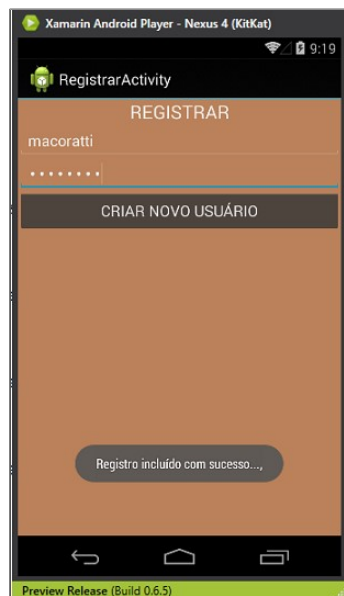 Xamarin Android Player - Nexus 4 (KitKat)
9:19
RegistrarActivity
REGISTRAR
macoratti
••••••••
CRIAR NOVO USUÁRIO
Registro incluído com sucesso...,
Preview Release (Build 0.6.5)